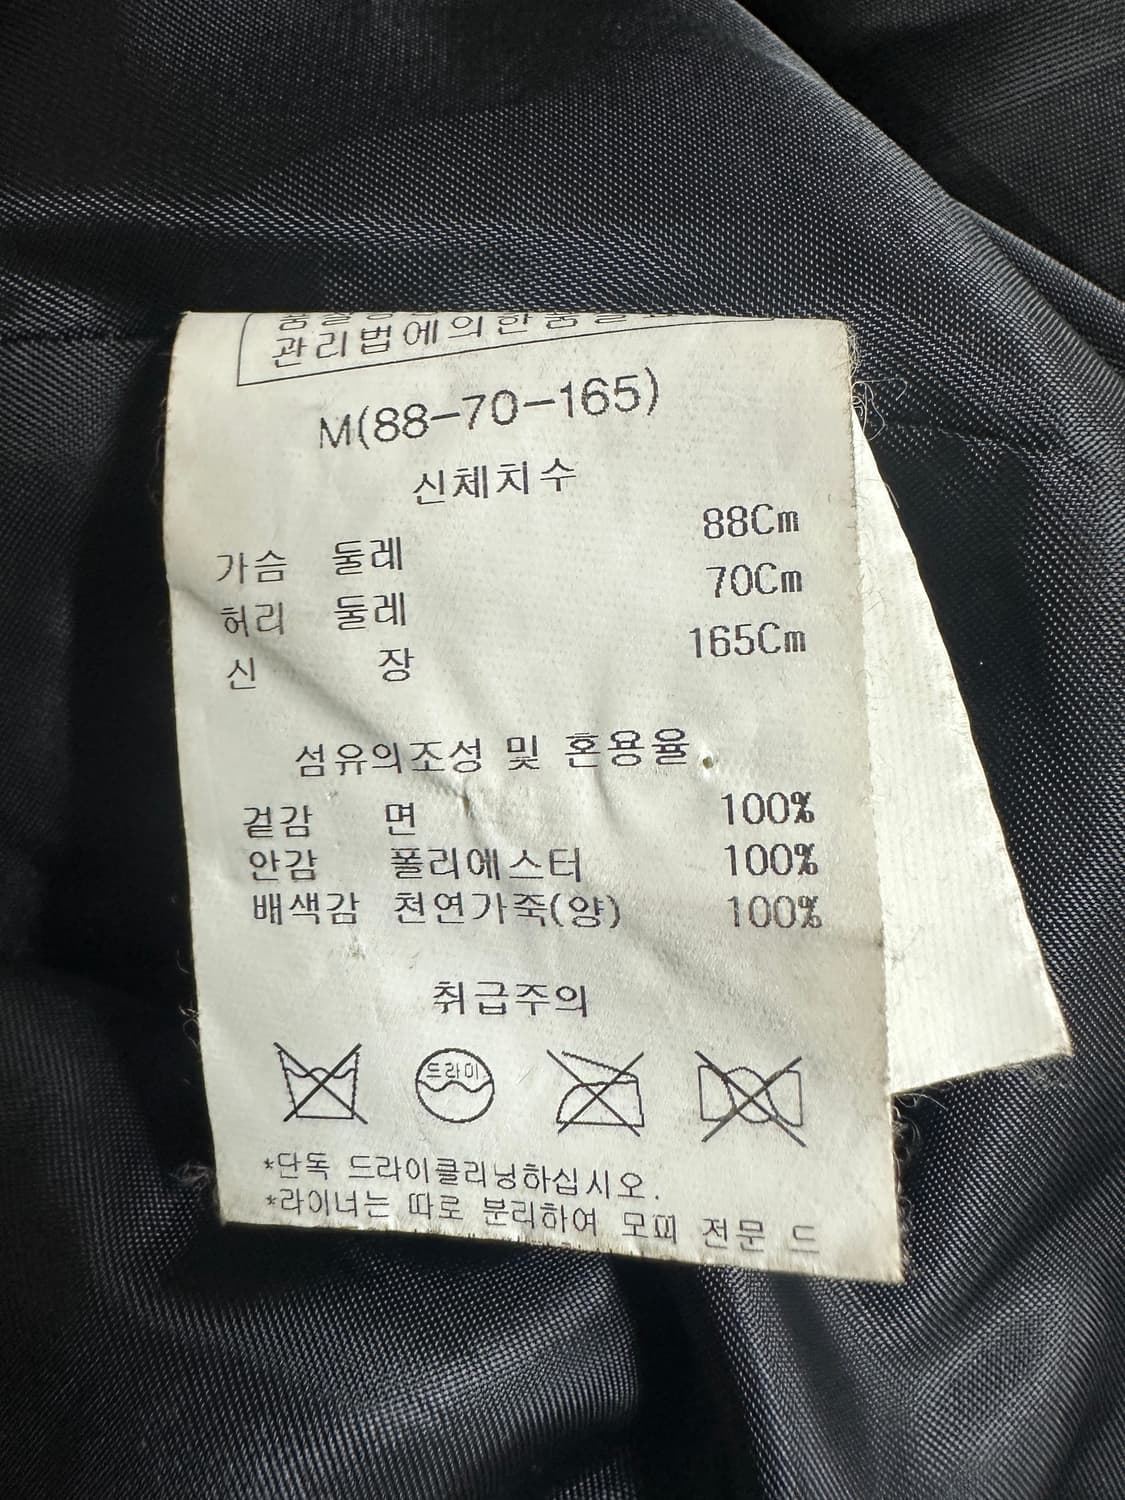 관리법에의한품질
M(88-70-165)
신체치수
가슴 둘레 88Cm
허리 둘레 70Cm
신 장 165Cm
섬유의조성 및 혼용율
겉감 면 100%
안감 폴리에스터 100%
배색감 천연가죽(양) 100%
취급주의
드라이
*단독 드라이클리닝하십시오.
*라이너는 따로 분리하여 모피 전문 드